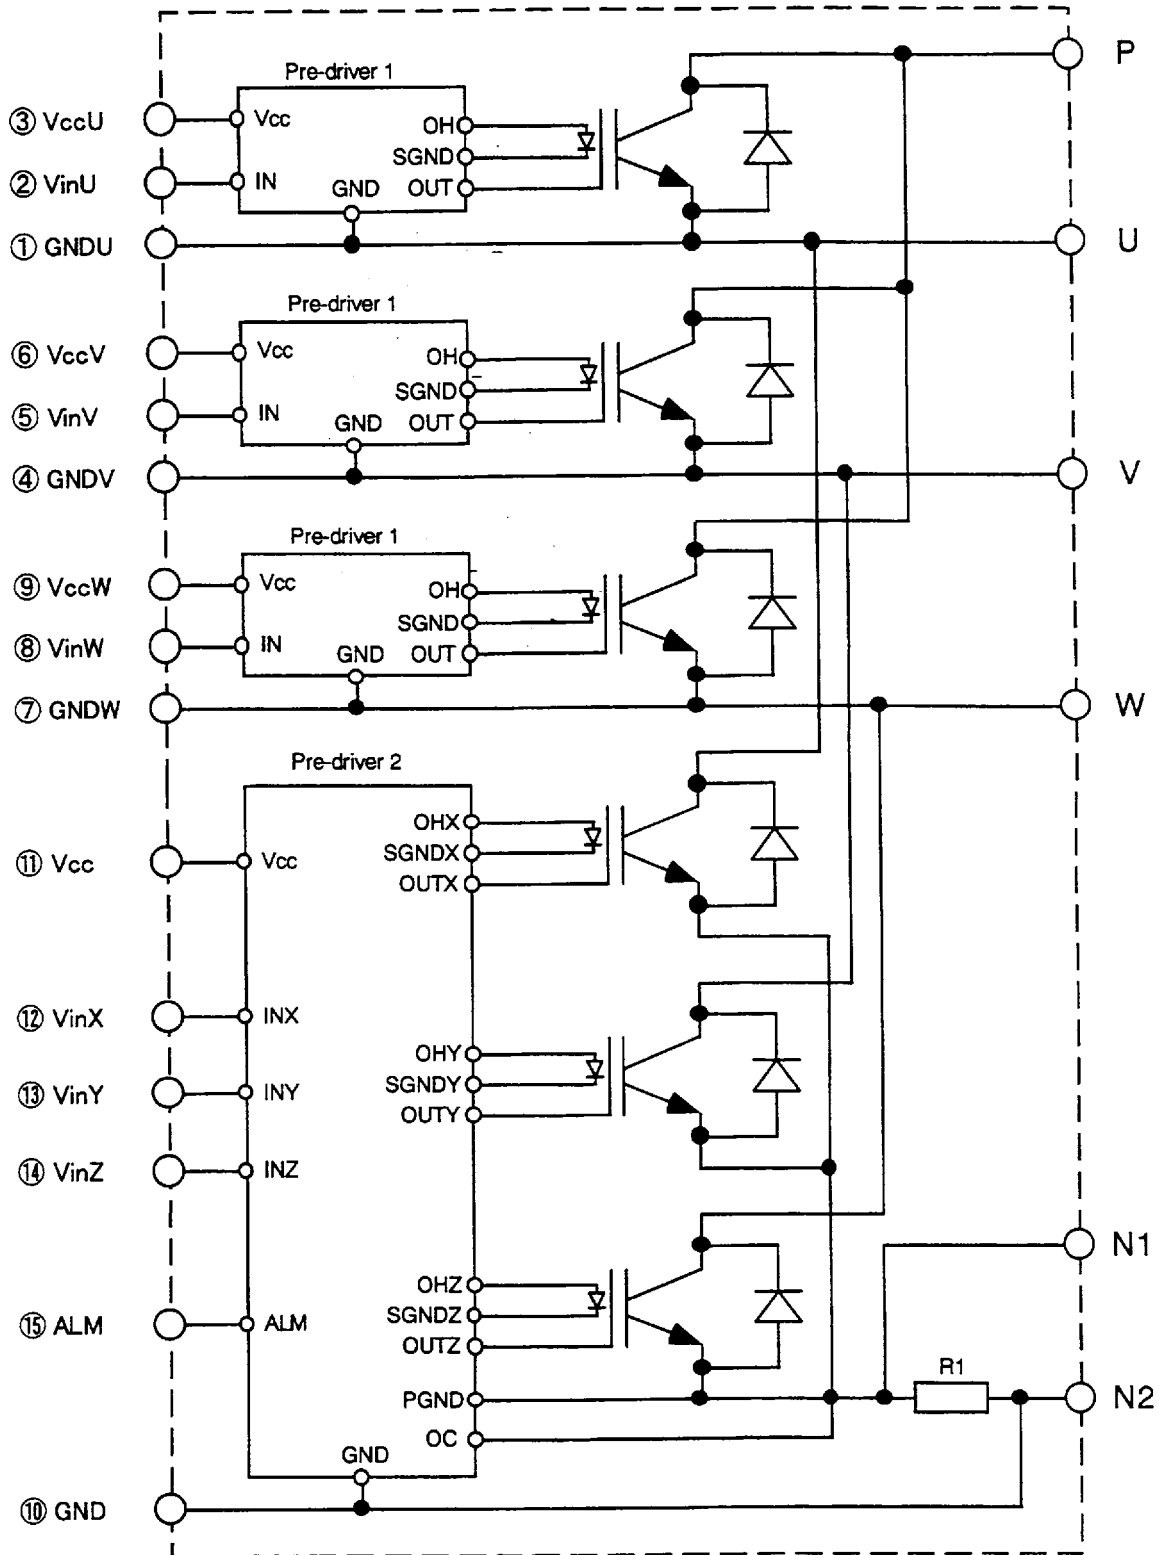 P
Pre-driver 1
③ VccU
Vcc
OH
SGND
② VinU
IN
GND
OUT
① GNDU
U
Pre-driver 1
⑥ VccV
Vcc
OH
SGND
⑤ VinV
IN
GND
OUT
④ GNDV
V
Pre-driver 1
⑨ VccW
Vcc
OH
SGND
⑧ VinW
IN
GND
OUT
⑦ GNDW
W
Pre-driver 2
OHX
SGNDX
OUTX
⑪ Vcc
Vcc
⑫ VinX
INX
OHY
SGNDY
OUTY
⑬ VinY
INY
⑭ VinZ
INZ
N1
OHZ
SGNDZ
OUTZ
⑮ ALM
ALM
R1
PGND
N2
OC
GND
⑩ GND